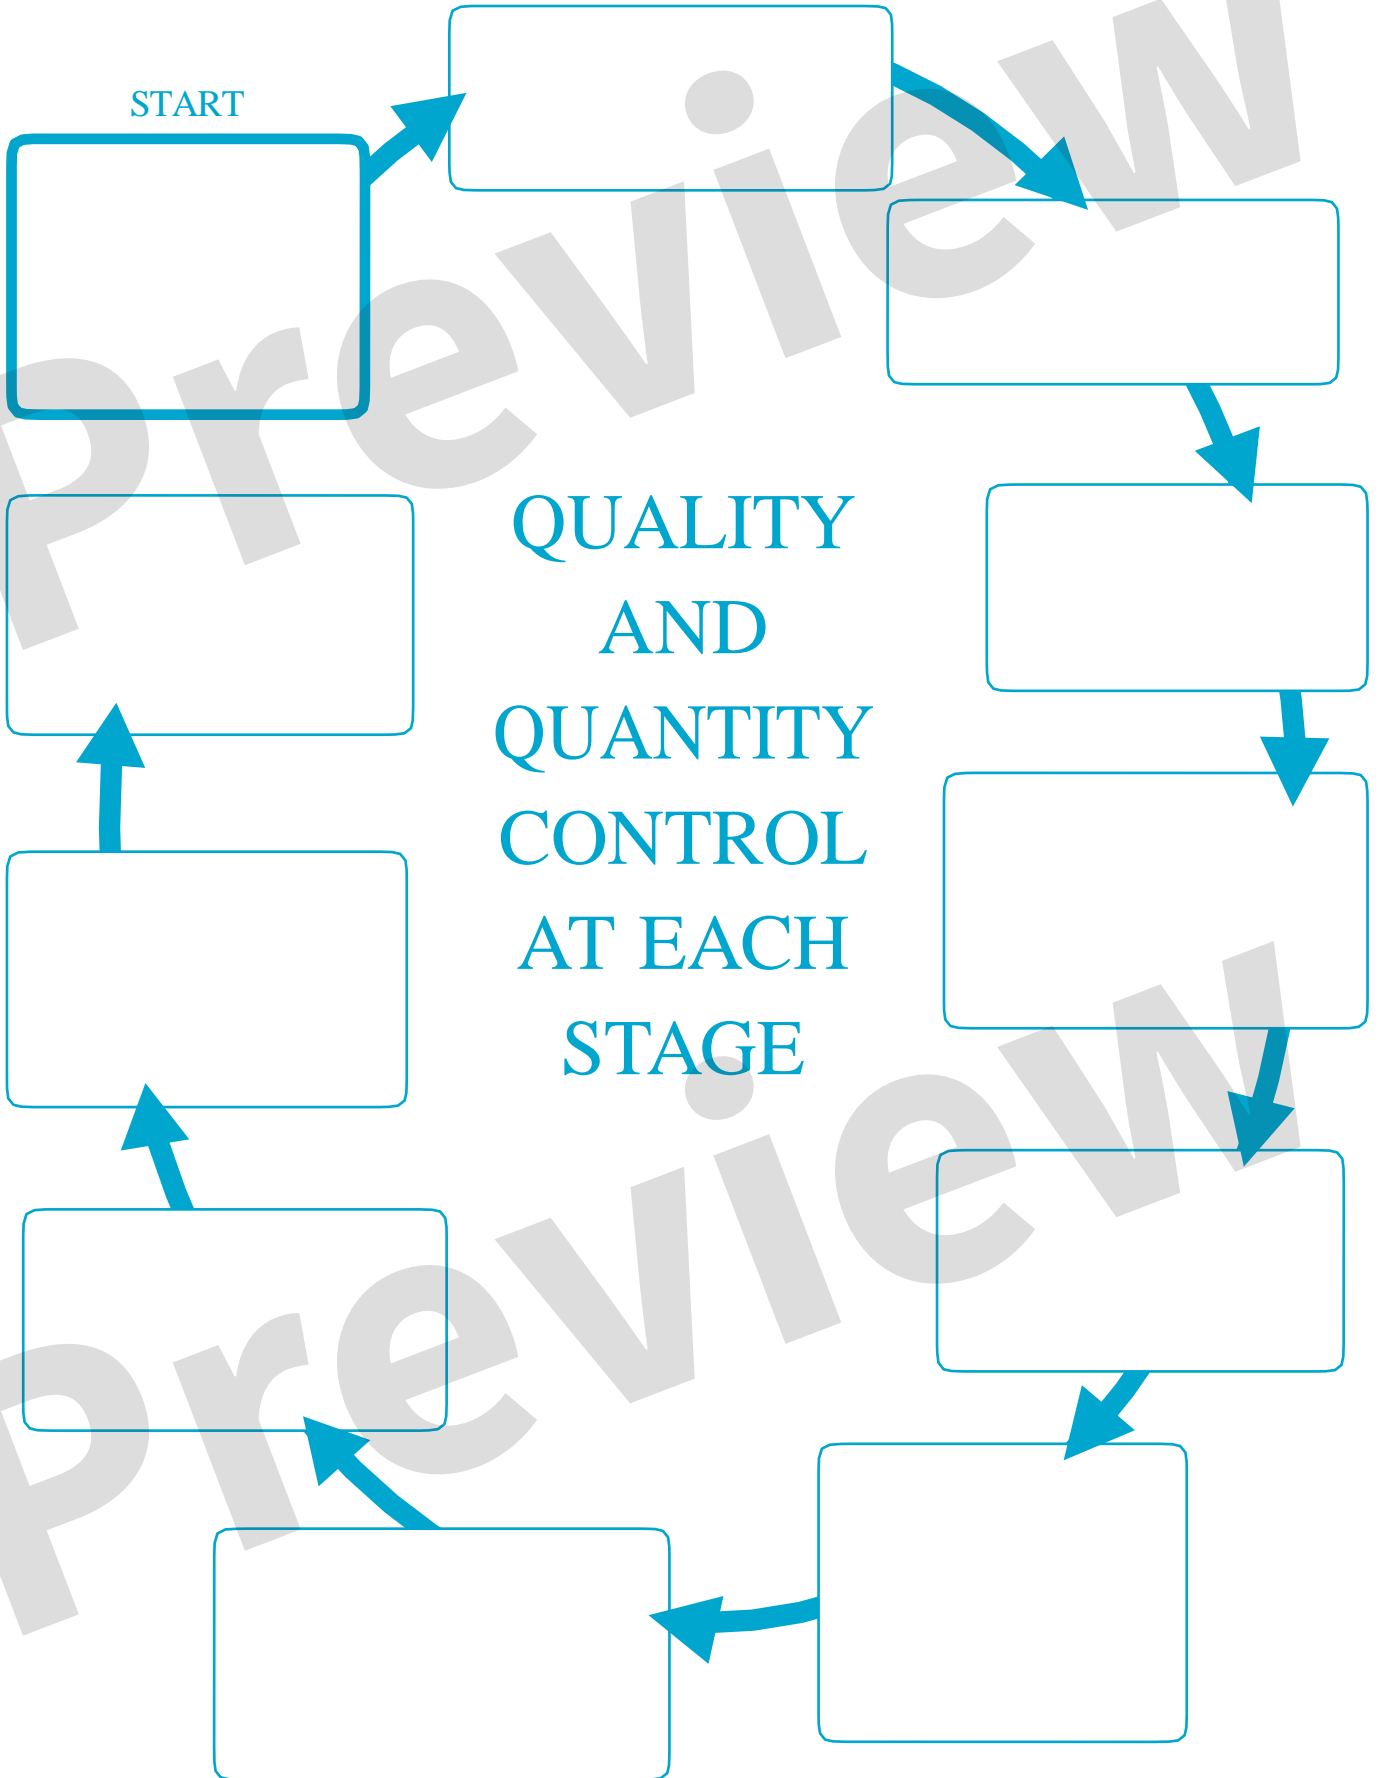 START
QUALITY
AND
QUANTITY
CONTROL
AT EACH
STAGE
Preview
Preview